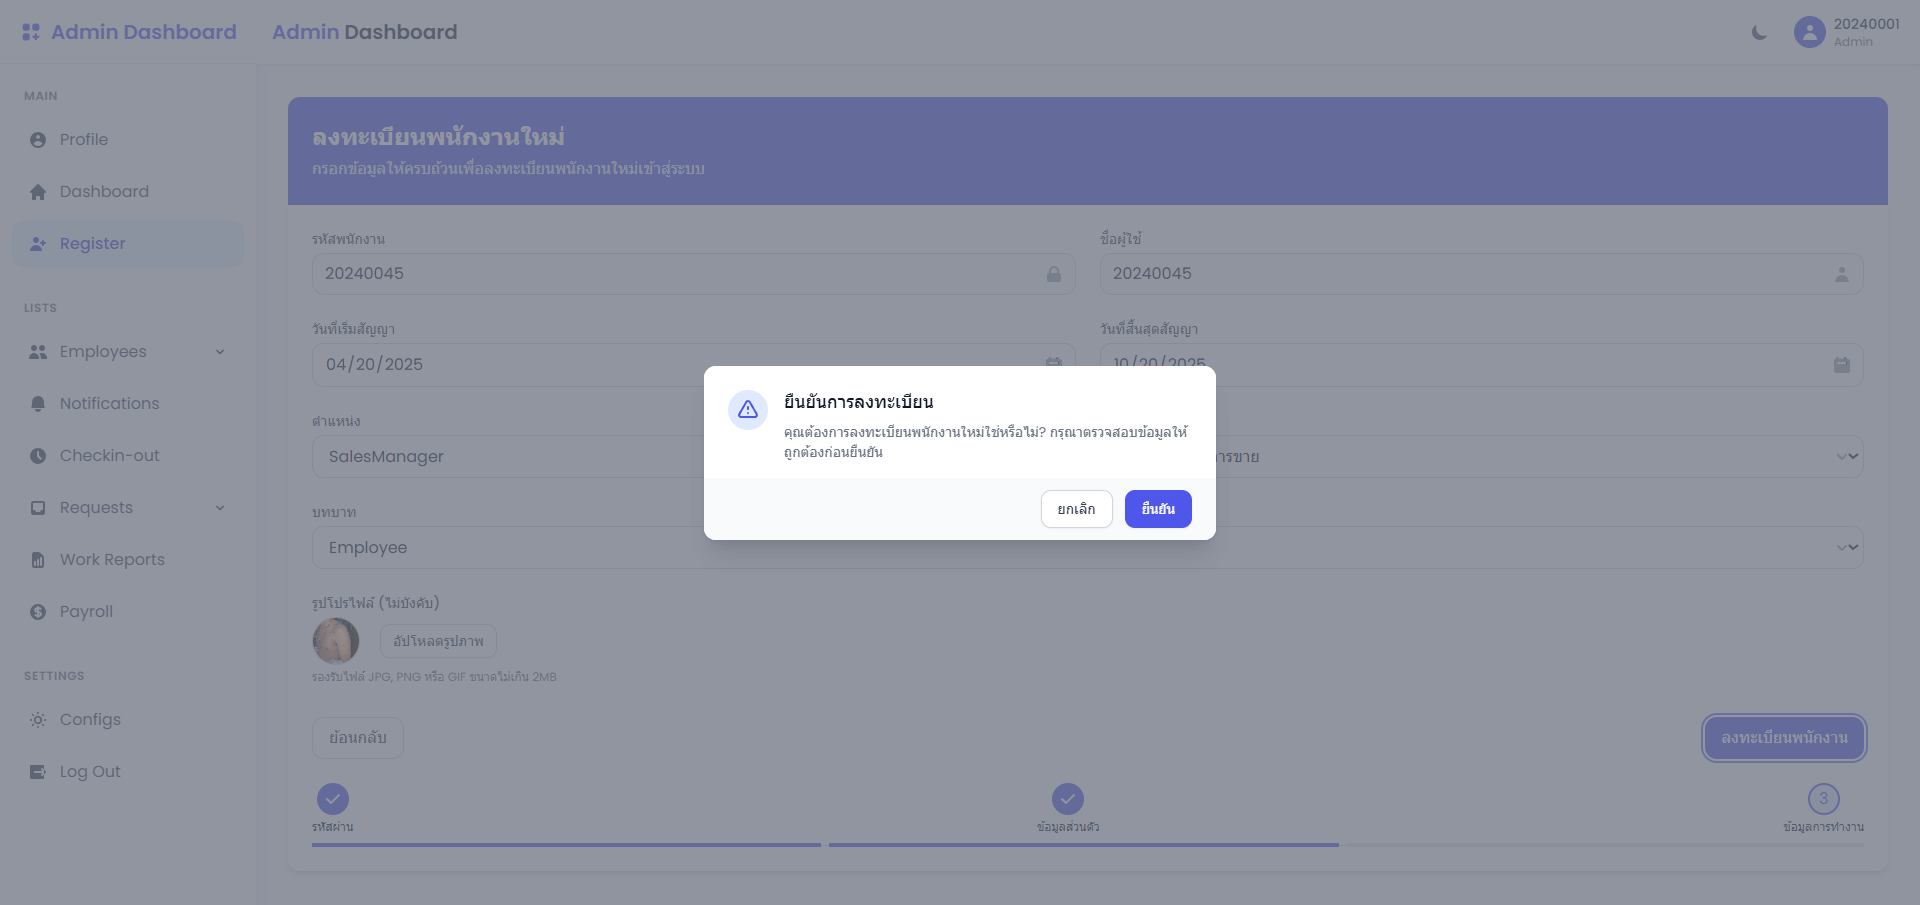 Admin Dashboard
Admin Dashboard
20240001
Admin
MAIN
Profile
Dashboard
Register
LISTS
Employees
Notifications
Checkin-out
Requests
Work Reports
Payroll
SETTINGS
Configs
Log Out
ลงทะเบียนพนักงานใหม่
กรอกข้อมูลให้ครบถ้วนเพื่อลงทะเบียนพนักงานใหม่เข้าสู่ระบบ
รหัสพนักงาน
ชื่อผู้ใช้
20240045
20240045
วันที่เริ่มสัญญา
วันที่สิ้นสุดสัญญา
04/20/2025
10/20/2025
ยืนยันการลงทะเบียน
คุณต้องการลงทะเบียนพนักงานใหม่ใช่หรือไม่? กรุณาตรวจสอบข้อมูลให้
ถูกต้องก่อนยืนยัน
ยกเลิก
ยืนยัน
ตำแหน่ง
SalesManager
ารขาย
บทบาท
Employee
รูปโปรไฟล์ (ไม่บังคับ)
อัปโหลดรูปภาพ
รองรับไฟล์ JPG, PNG หรือ GIF ขนาดไม่เกิน 2MB
ย้อนกลับ
ลงทะเบียนพนักงาน
3
รหัสผ่าน
ข้อมูลส่วนตัว
ข้อมูลการทำงาน